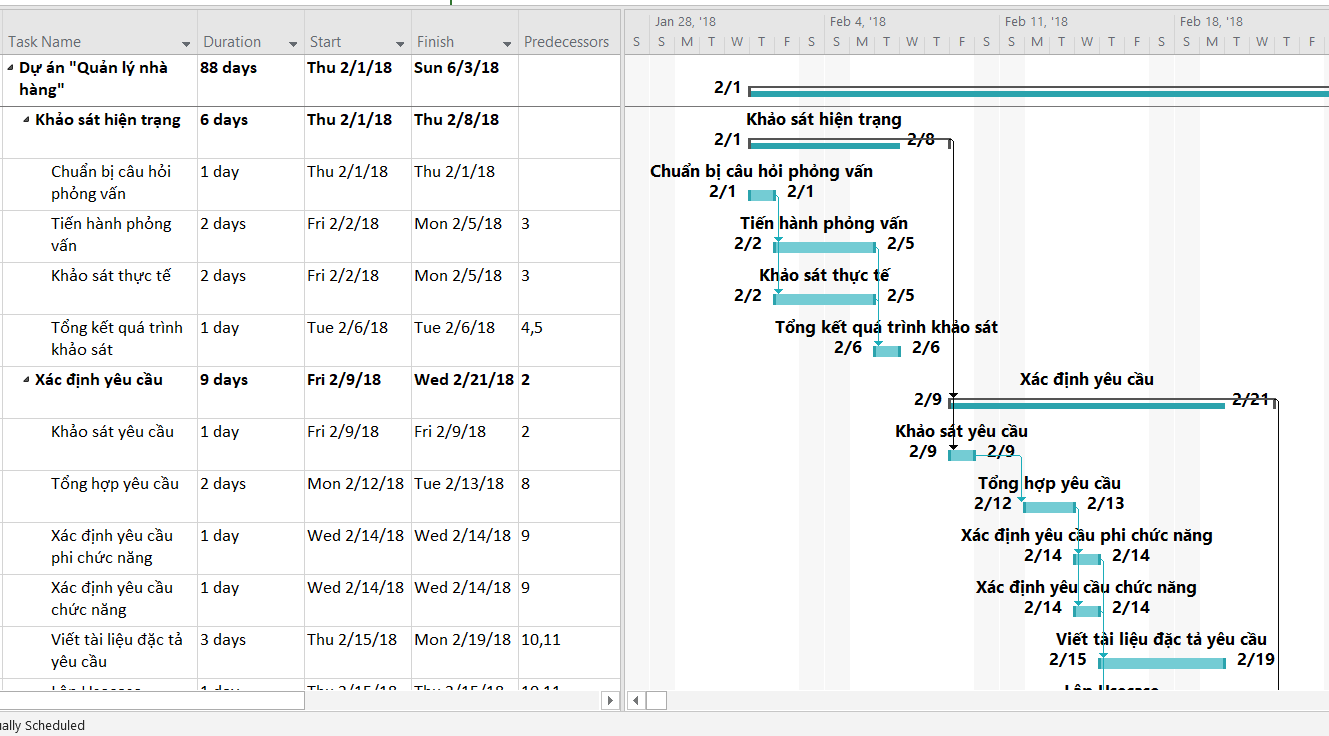 Jan 28, '18 Feb 4, '18 Feb 11, '18 Feb 18, '18
Task Name Duration Start Finish Predecessors S S M T W T F S S M T W T F S S M T W T F S S M T W T F
Dự án "Quản lý nhà 88 days Thu 2/1/18 Sun 6/3/18
hàng"
2/1
Khảo sát hiện trạng 6 days Thu 2/1/18 Thu 2/8/18 Khảo sát hiện trạng
2/1 2/8
Chuẩn bị câu hỏi 1 day Thu 2/1/18 Thu 2/1/18 Chuẩn bị câu hỏi phỏng vấn
phỏng vấn 2/1 2/1
Tiến hành phỏng 2 days Fri 2/2/18 Mon 2/5/18 3 Tiến hành phỏng vấn
vấn 2/2 2/5
Khảo sát thực tế 2 days Fri 2/2/18 Mon 2/5/18 3 Khảo sát thực tế
2/2 2/5
Tổng kết quá trình 1 day Tue 2/6/18 Tue 2/6/18 4,5 Tổng kết quá trình khảo sát
khảo sát 2/6 2/6
Xác định yêu cầu 9 days Fri 2/9/18 Wed 2/21/18 2 Xác định yêu cầu
2/9 2/21
Khảo sát yêu cầu 1 day Fri 2/9/18 Fri 2/9/18 2 Khảo sát yêu cầu
2/9 2/9
Tổng hợp yêu cầu 2 days Mon 2/12/18 Tue 2/13/18 8 Tổng hợp yêu cầu
2/12 2/13
Xác định yêu cầu 1 day Wed 2/14/18 Wed 2/14/18 9 Xác định yêu cầu phi chức năng
phi chức năng 2/14 2/14
Xác định yêu cầu 1 day Wed 2/14/18 Wed 2/14/18 9 Xác định yêu cầu chức năng
chức năng 2/14 2/14
Viết tài liệu đặc tả 3 days Thu 2/15/18 Mon 2/19/18 10,11 Viết tài liệu đặc tả yêu cầu
yêu cầu 2/15 2/19
Lên Usecase 1 day Thu 2/15/18 Thu 2/15/18 10,11 Lên Usecase
ually Scheduled